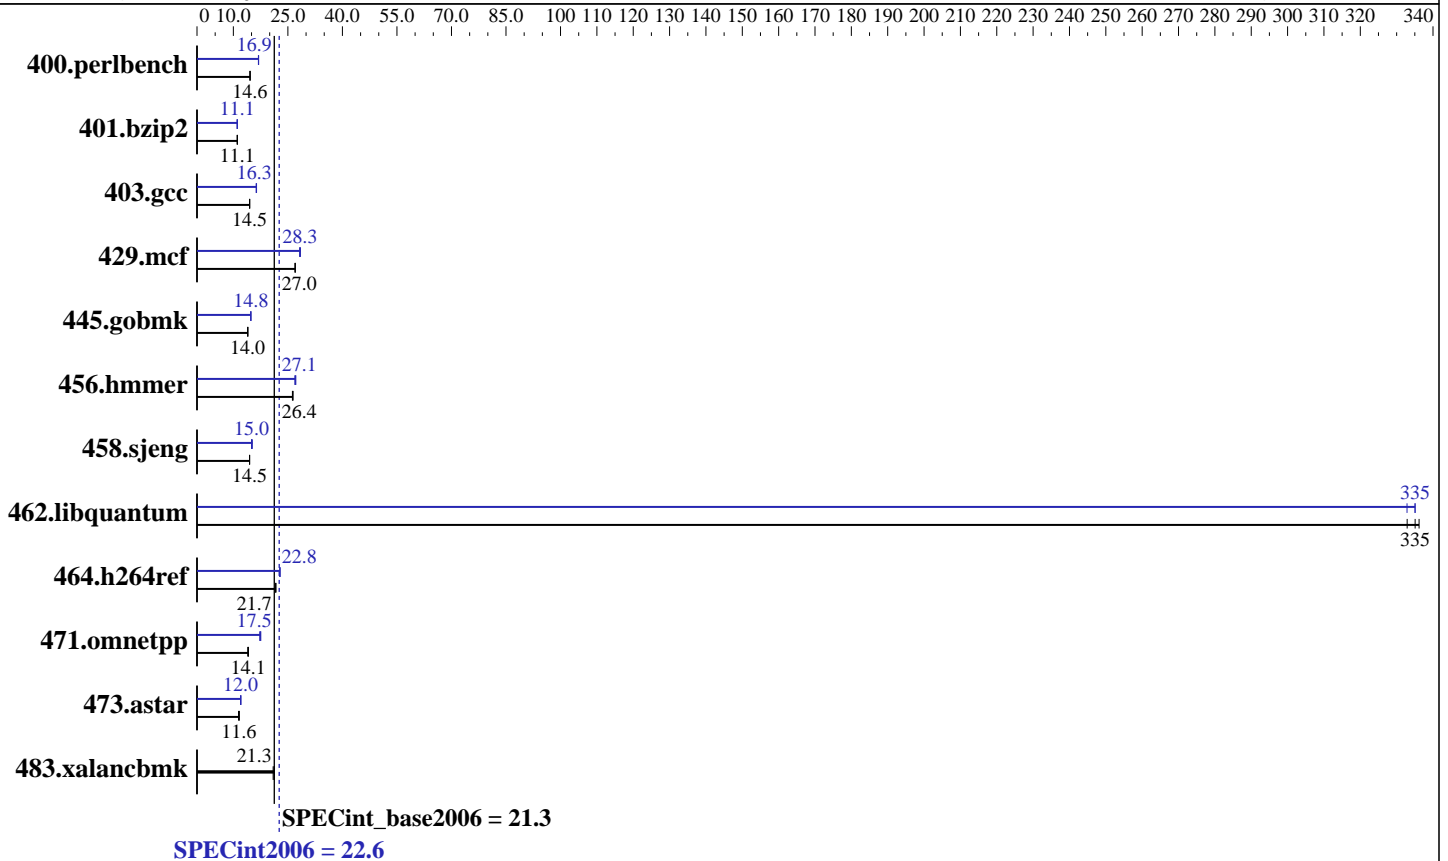 0 10.0 25.0 40.0 55.0 70.0 85.0 100 110 120 130 140 150 160 170 180 190 200 210 220 230 240 250 260 270 280 290 300 310 320 340
400.perlbench
16.9
14.6
401.bzip2
11.1
11.1
403.gcc
16.3
14.5
429.mcf
28.3
27.0
445.gobmk
14.8
14.0
456.hmmer
27.1
26.4
458.sjeng
15.0
14.5
462.libquantum
335
335
464.h264ref
22.8
21.7
471.omnetpp
17.5
14.1
473.astar
12.0
11.6
483.xalancbmk
21.3
SPECint_base2006 = 21.3
SPECint2006 = 22.6